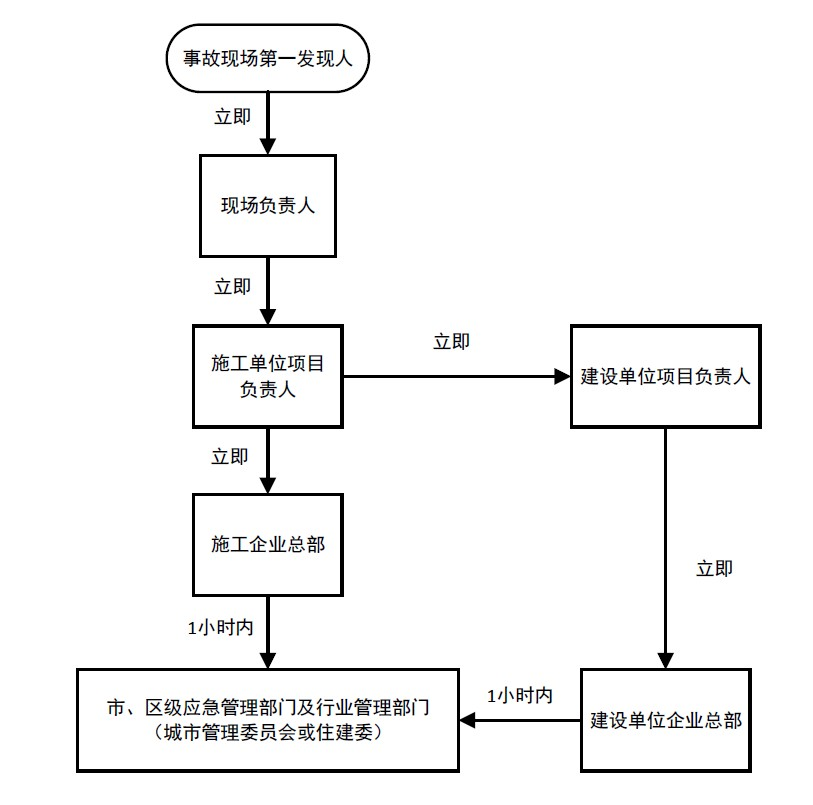 事故现场第一发现人
立即
现场负责人
立即
施工单位项目
负责人
立即
建设单位项目负责人
立即
施工企业总部
立即
1小时内
市、区级应急管理部门及行业管理部门
（城市管理委员会或住建委）
1小时内
建设单位企业总部